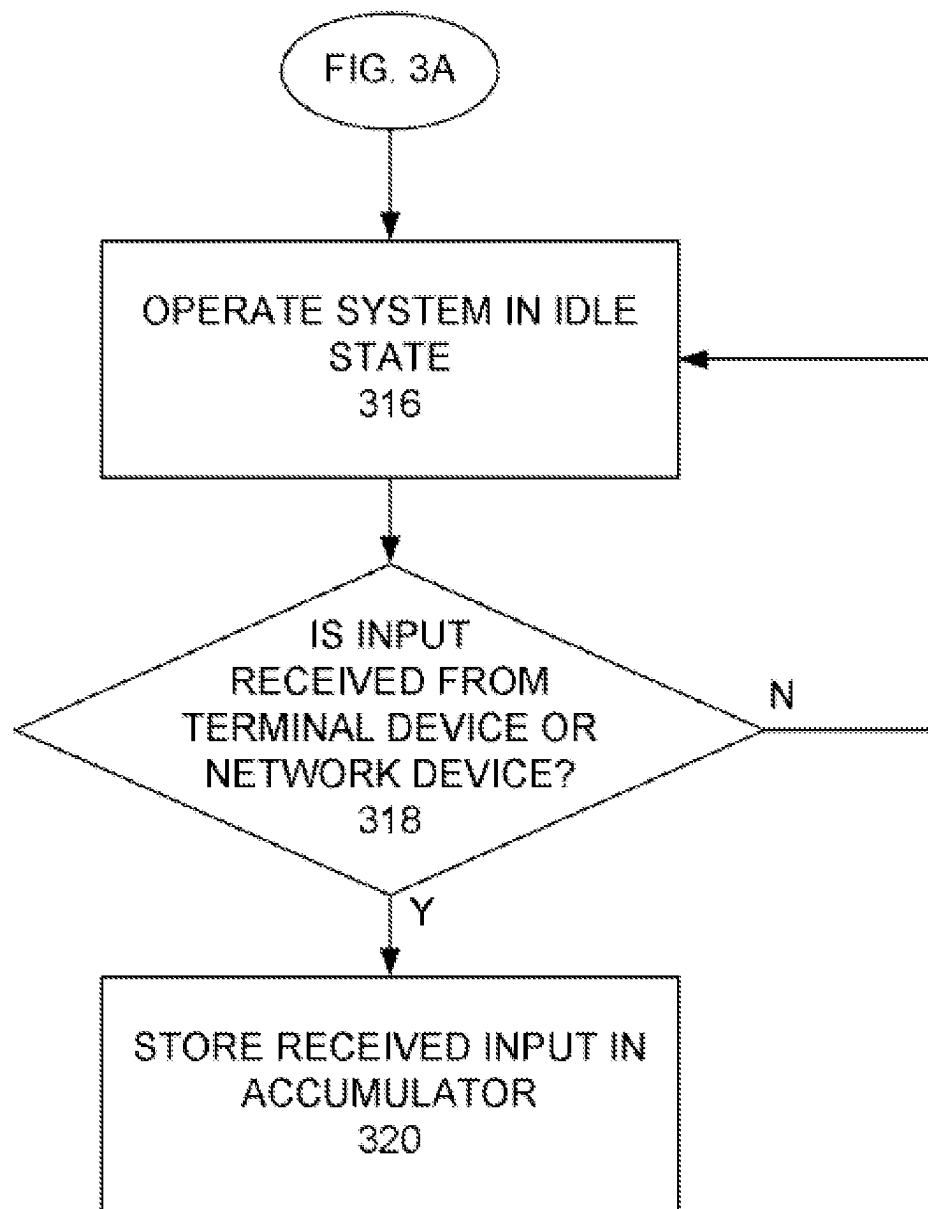 FIG. 3A
OPERATE SYSTEM IN IDLE
STATE
316
IS INPUT
RECEIVED FROM
TERMINAL DEVICE OR
NETWORK DEVICE?
318
N
Y
STORE RECEIVED INPUT IN
ACCUMULATOR
320